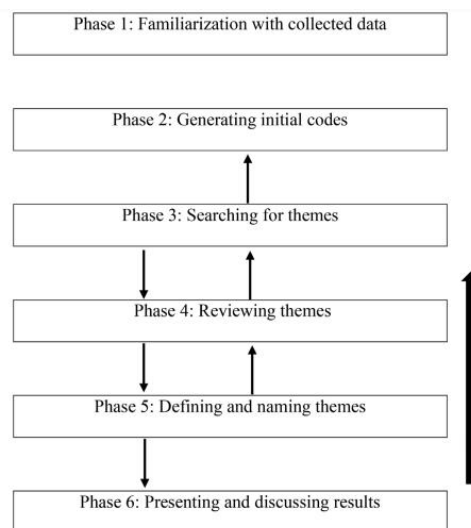 Phase 1: Familiarization with collected data
Phase 2: Generating initial codes
Phase 3: Searching for themes
Phase 4: Reviewing themes
Phase 5: Defining and naming themes
Phase 6: Presenting and discussing results